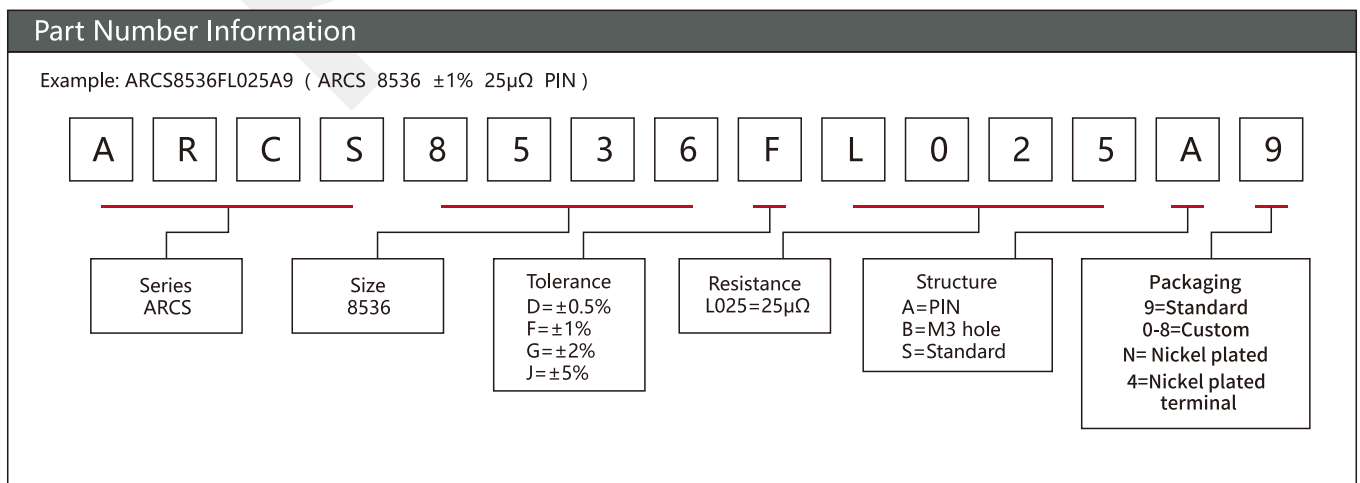 Part Number Information
Example: ARCS8536FL025A9 ( ARCS 8536 ±1% 25μΩ PIN )
A R C S 8 5 3 6 F L 0 2 5 A 9
Series
ARCS
Size
8536
Tolerance
D=±0.5%
F=±1%
G=±2%
J=±5%
Resistance
L025=25μΩ
Structure
A=PIN
B=M3 hole
S=Standard
Packaging
9=Standard
0-8=Custom
N= Nickel plated
4=Nickel plated
terminal